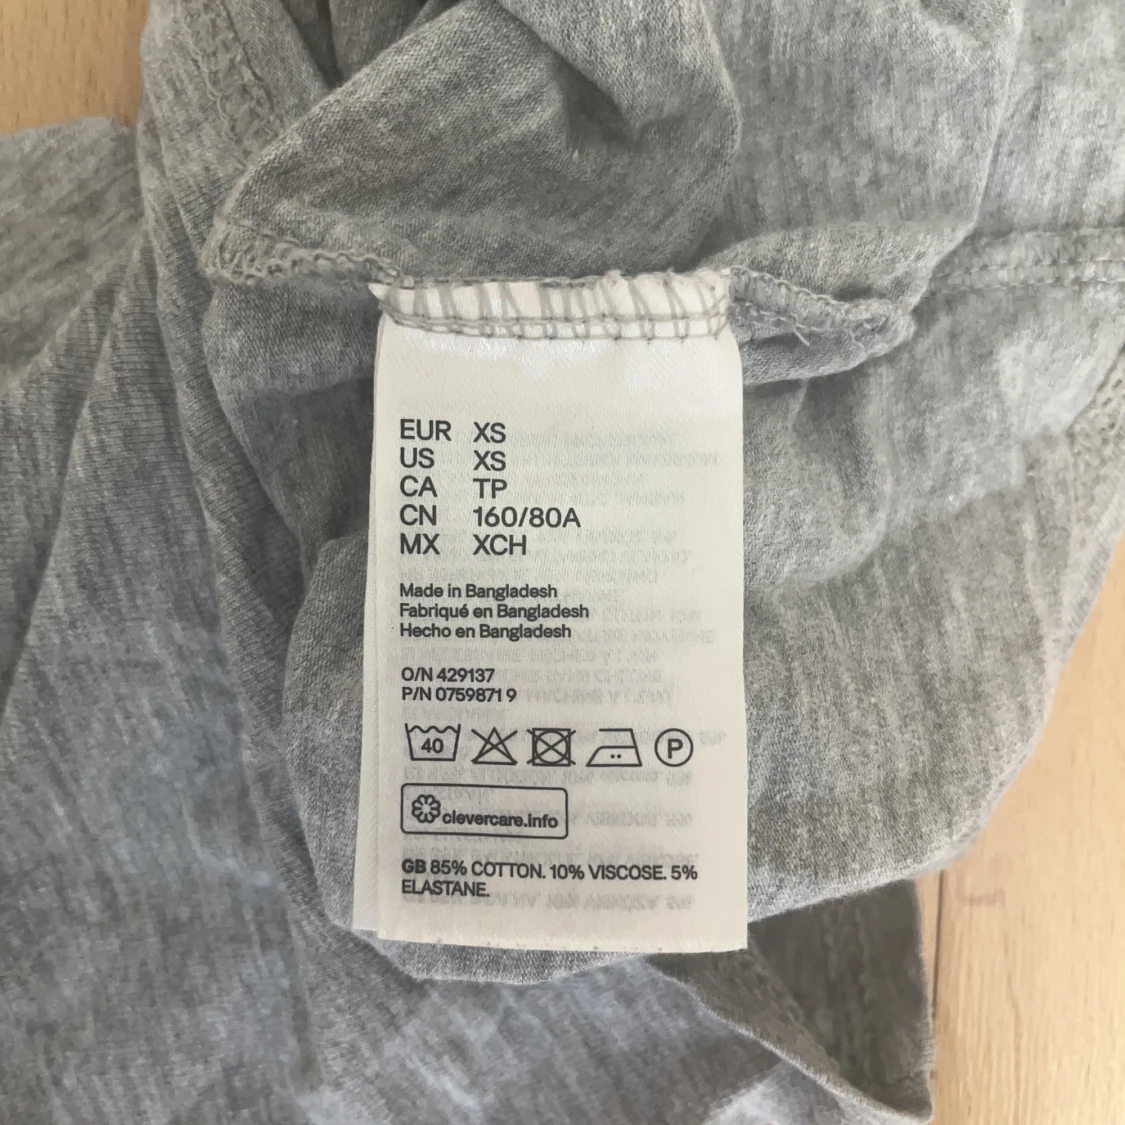 EUR XS
US XS
CA TP
CN 160/80A
MX XCH
Made in Bangladesh
Fabriqué en Bangladesh
Hecho en Bangladesh
O/N 429137
P/N 0759871 9
40 P
clevercare.info
GB 85% COTTON. 10% VISCOSE. 5%
ELASTANE.